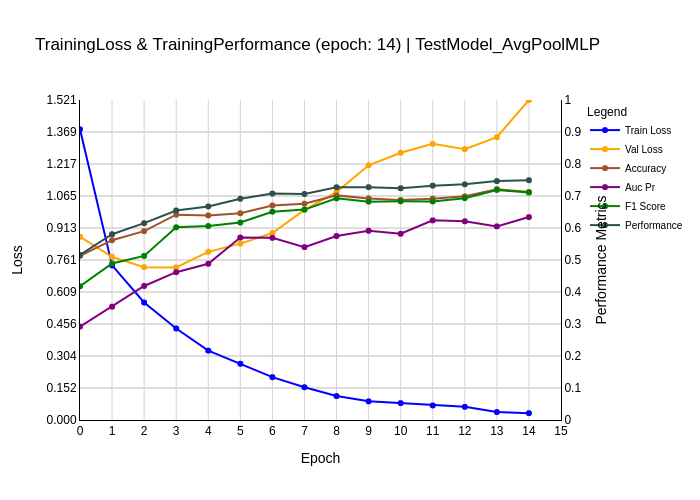 TrainingLoss & TrainingPerformance (epoch: 14) | TestModel_AvgPoolMLP
1.521
1.369
1.217
1.065
0.913
0.761
0.609
0.456
0.304
0.152
0.000
Loss
0 1 2 3 4 5 6 7 8 9 10 11 12 13 14 15
Epoch
1
0.9
0.8
0.7
0.6
0.5
0.4
0.3
0.2
0.1
0
Performance Metrics
Legend
Train Loss
Val Loss
Accuracy
Auc Pr
F1 Score
Performance